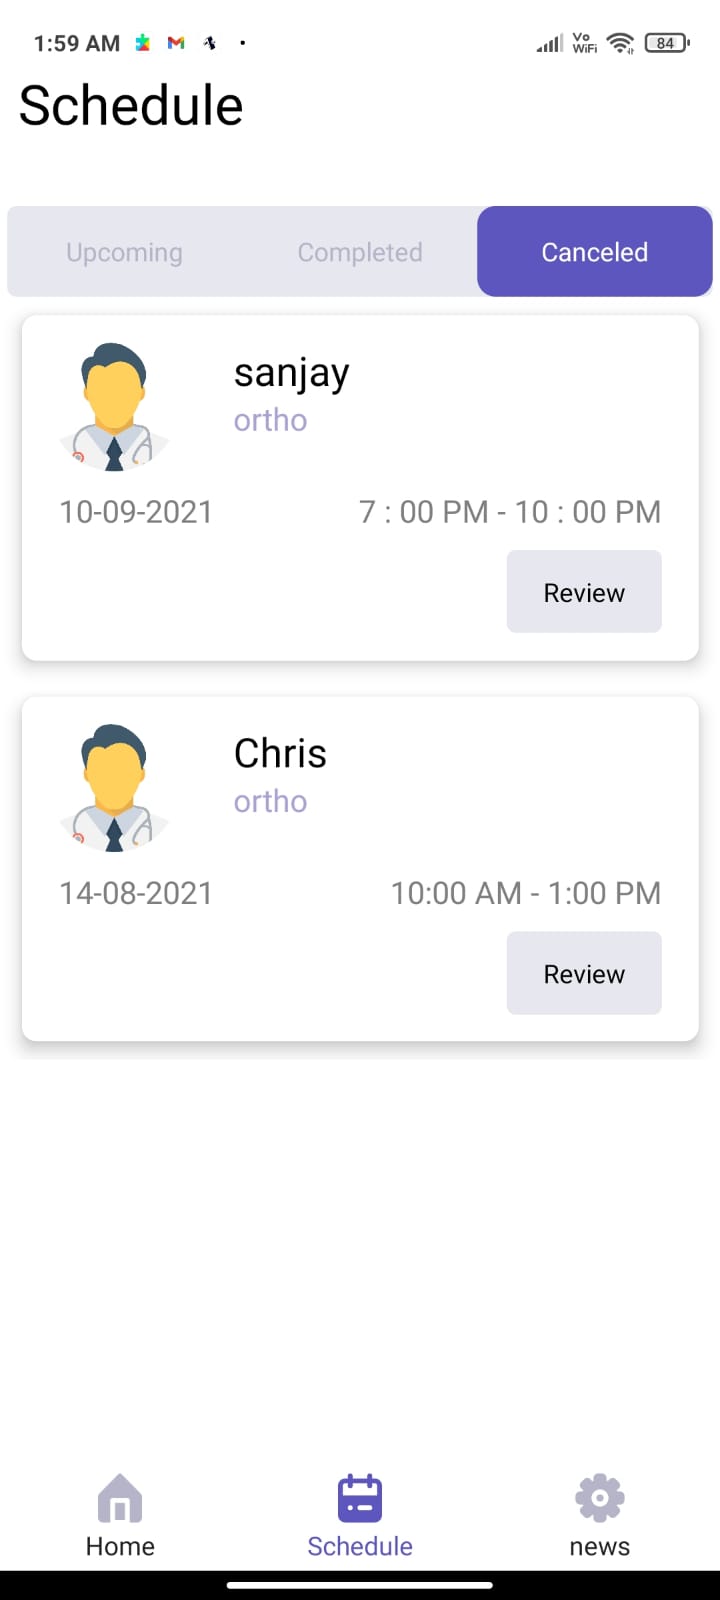 1:59 AM
Vo WiFi
84
Schedule
Upcoming Completed Canceled
sanjay
ortho
10-09-2021 7 : 00 PM - 10 : 00 PM
Review
Chris
ortho
14-08-2021 10:00 AM - 1:00 PM
Review
Home Schedule news